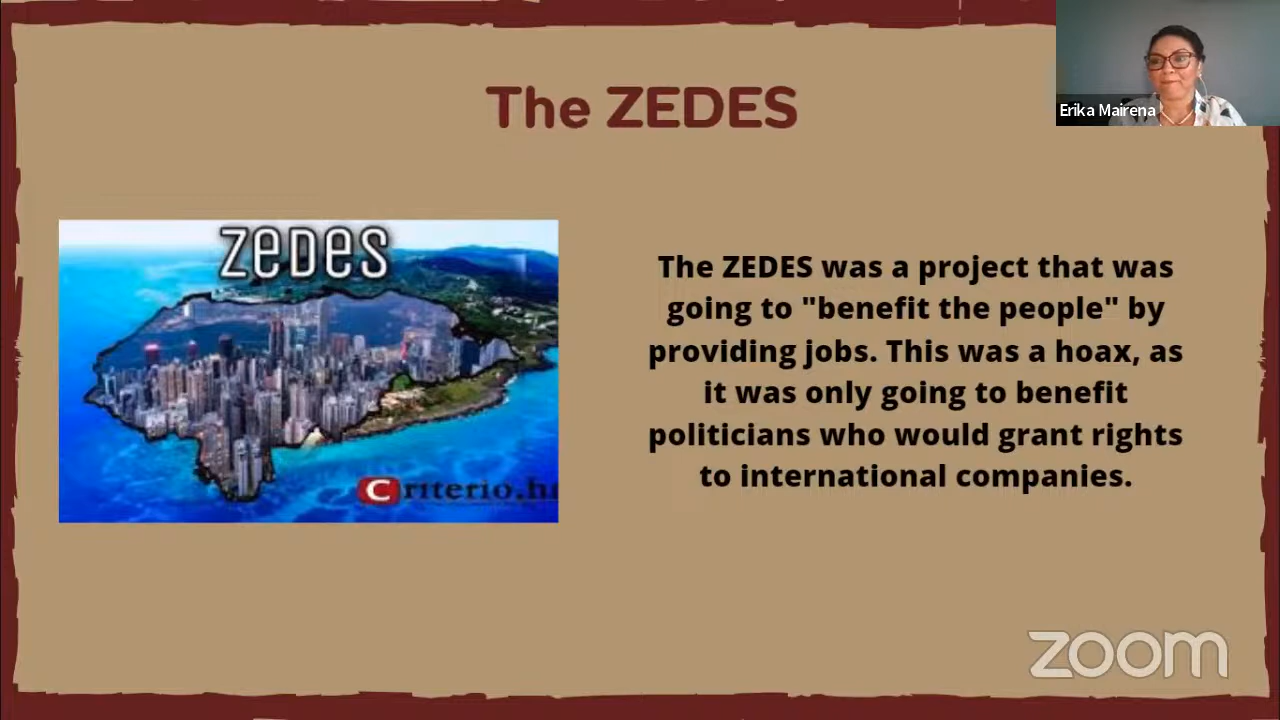 The ZEDES
Erika Mairena
zedes
The ZEDES was a project that was
going to "benefit the people" by
providing jobs. This was a hoax, as
it was only going to benefit
politicians who would grant rights
to international companies.
Criterio.hn
zoom